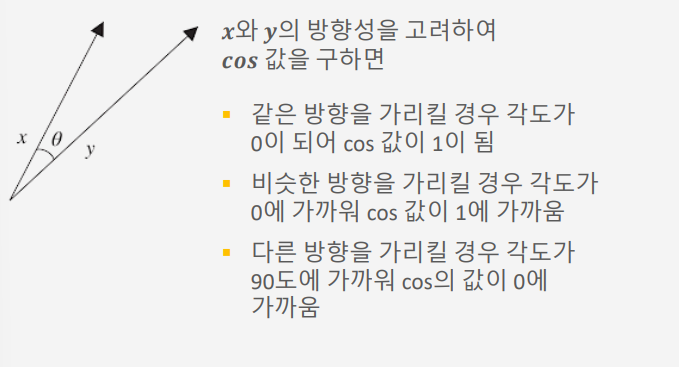 x와 y의 방향성을 고려하여
cos 값을 구하면
같은 방향을 가리킬 경우 각도가
0이 되어 cos 값이 1이 됨
비슷한 방향을 가리킬 경우 각도가
0에 가까워 cos 값이 1에 가까움
다른 방향을 가리킬 경우 각도가
90도에 가까워 cos의 값이 0에
가까움
x θ y